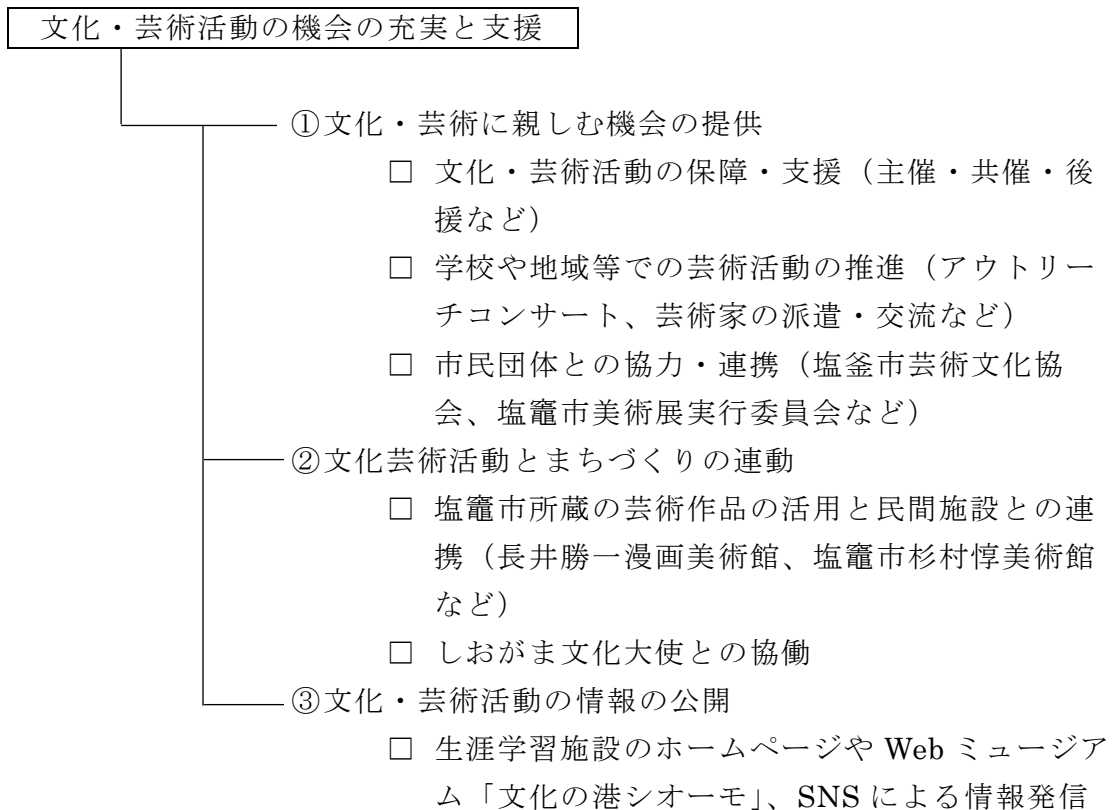 文化・芸術活動の機会の充実と支援
①文化・芸術に親しむ機会の提供
□ 文化・芸術活動の保障・支援（主催・共催・後
援など）
□ 学校や地域等での芸術活動の推進（アウトリー
チコンサート、芸術家の派遣・交流など）
□ 市民団体との協力・連携（塩釜市芸術文化協
会、塩竈市美術展実行委員会など）
②文化芸術活動とまちづくりの連動
□ 塩竈市所蔵の芸術作品の活用と民間施設との連
携（長井勝一漫画美術館、塩竈市杉村惇美術館
など）
□ しおがま文化大使との協働
③文化・芸術活動の情報の公開
□ 生涯学習施設のホームページや Web ミュージア
ム「文化の港シオーモ」、SNS による情報発信